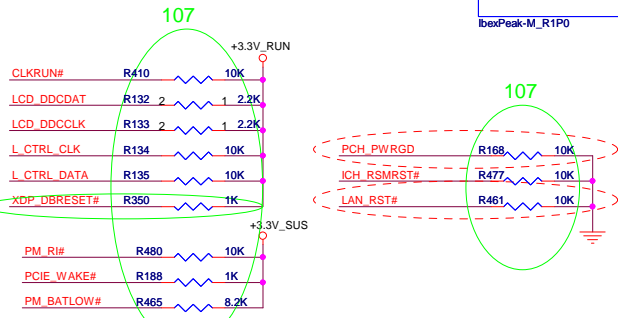 107
IbexPeak-M_R1P0
+3.3V_RUN
CLKRUN# R410 10K
LCD_DDCDAT R132 2 1 2.2K
LCD_DDCCLK R133 2 1 2.2K
L_CTRL_CLK R134 10K
L_CTRL_DATA R135 10K
XDP_DBRESET# R350 1K
+3.3V_SUS
PM_RI# R480 10K
PCIE_WAKE# R188 1K
PM_BATLOW# R465 8.2K
107
PCH_PWRGD R168 10K
ICH_RSMRST# R477 10K
LAN_RST# R461 10K